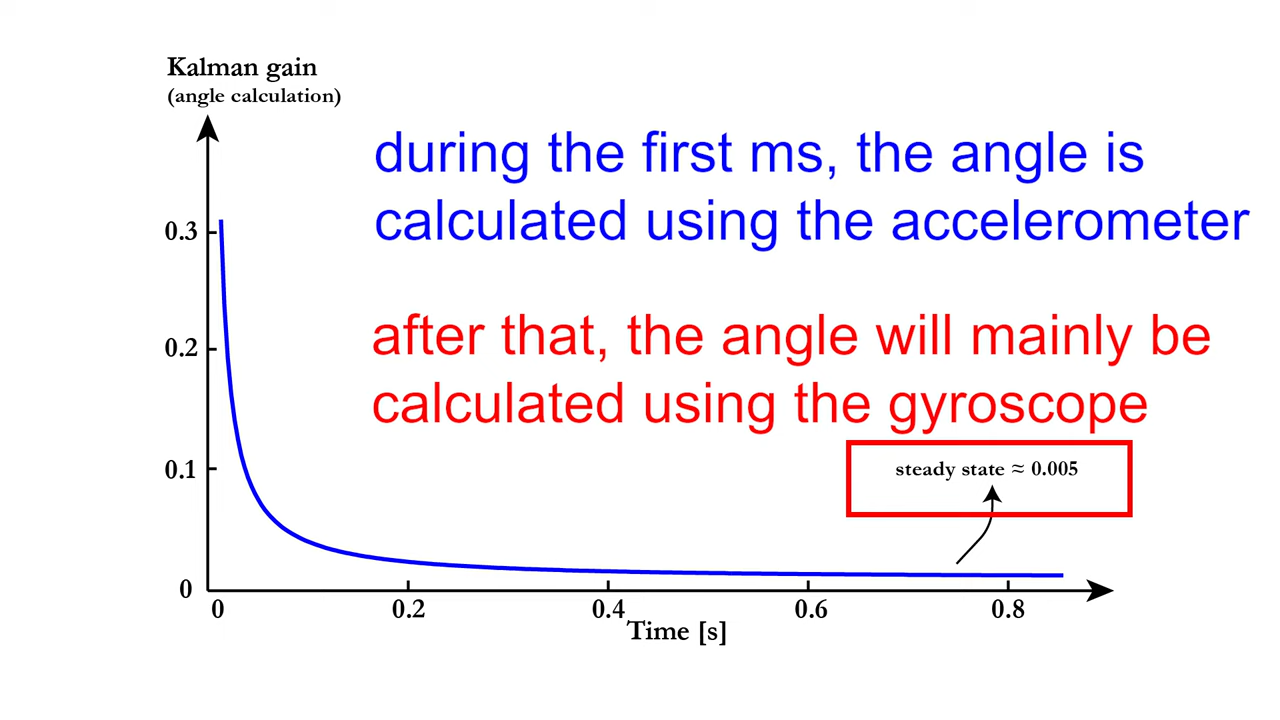 Kalman gain
(angle calculation)
during the first ms, the angle is
calculated using the accelerometer
0.3
after that, the angle will mainly be
0.2
calculated using the gyroscope
0.1
steady state ≈ 0.005
0
0
0.2
0.4
0.6
0.8
Time [s]